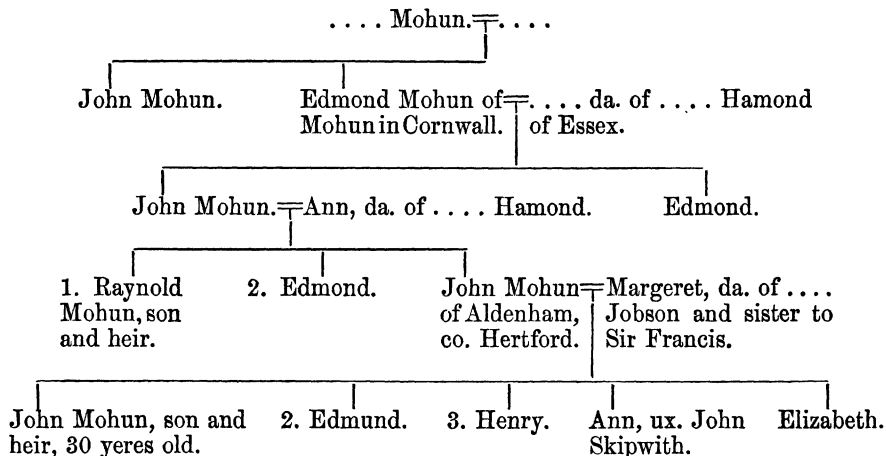 . . . . Mohun.=. . . .
John Mohun. Edmond Mohun of=. . . . da. of . . . . Hamond
Mohun in Cornwall. of Essex.
John Mohun.=Ann, da. of . . . . Hamond. Edmond.
1. Raynold 2. Edmond. John Mohun=Margeret, da. of . . . .
Mohun, son of Aldenham, Jobson and sister to
and heir. co. Hertford. Sir Francis.
John Mohun, son and 2. Edmund. 3. Henry. Ann, ux. John Elizabeth.
heir, 30 yeres old. Skipwith.